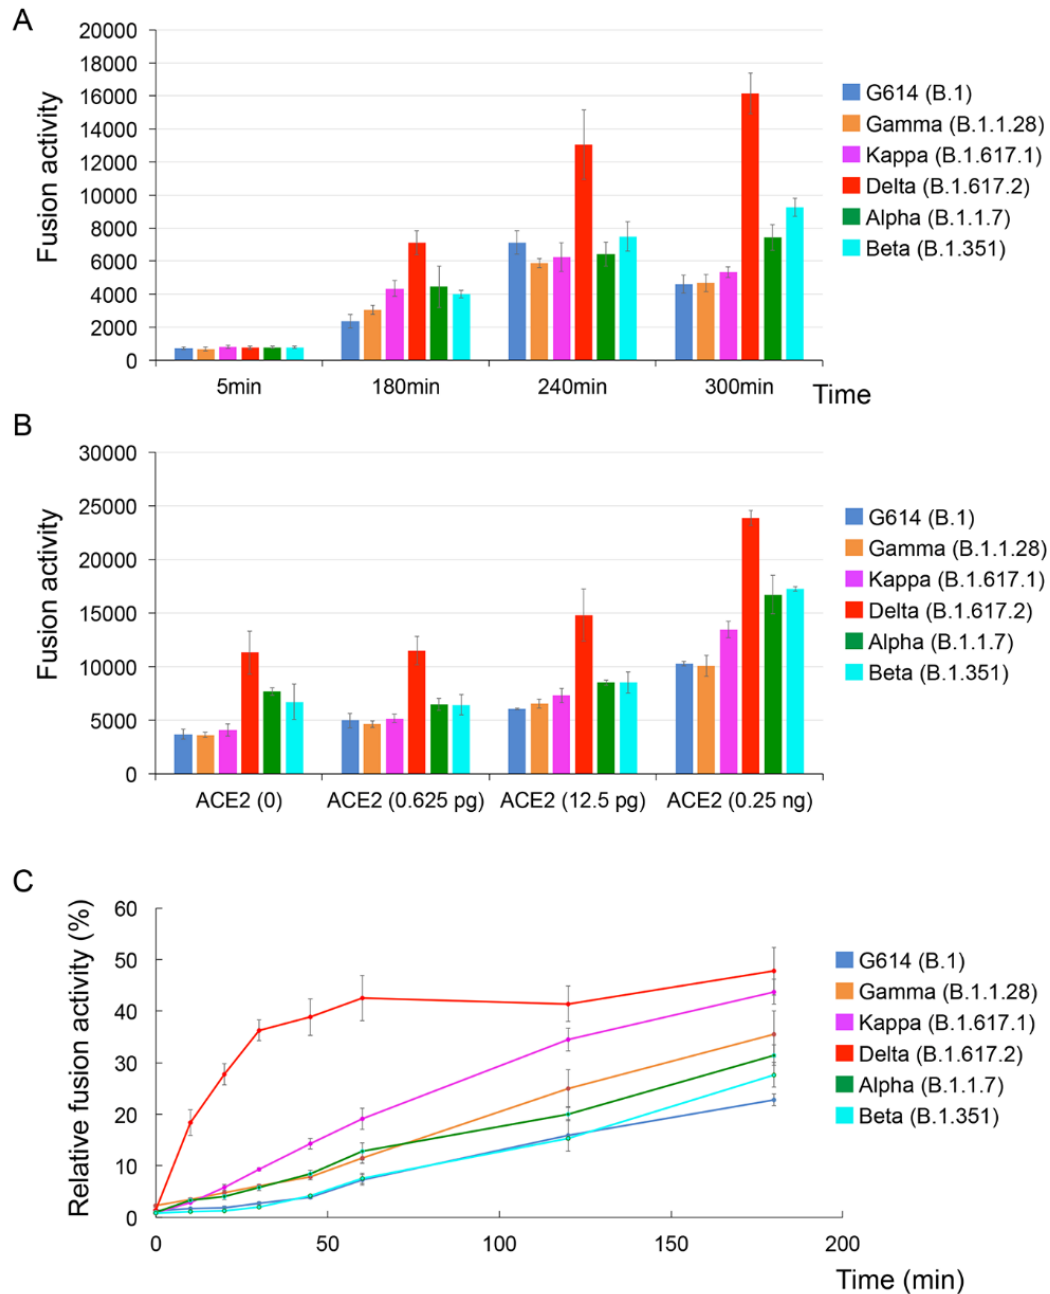 A
20000
18000
16000
14000
12000
10000
8000
6000
4000
2000
0
Fusion activity
5min 180min 240min 300min
Time
G614 (B.1)
Gamma (B.1.1.28)
Kappa (B.1.617.1)
Delta (B.1.617.2)
Alpha (B.1.1.7)
Beta (B.1.351)
B
30000
25000
20000
15000
10000
5000
0
Fusion activity
ACE2 (0) ACE2 (0.625 pg) ACE2 (12.5 pg) ACE2 (0.25 ng)
G614 (B.1)
Gamma (B.1.1.28)
Kappa (B.1.617.1)
Delta (B.1.617.2)
Alpha (B.1.1.7)
Beta (B.1.351)
C
60
50
40
30
20
10
0
Relative fusion activity (%)
0 50 100 150 200
Time (min)
G614 (B.1)
Gamma (B.1.1.28)
Kappa (B.1.617.1)
Delta (B.1.617.2)
Alpha (B.1.1.7)
Beta (B.1.351)